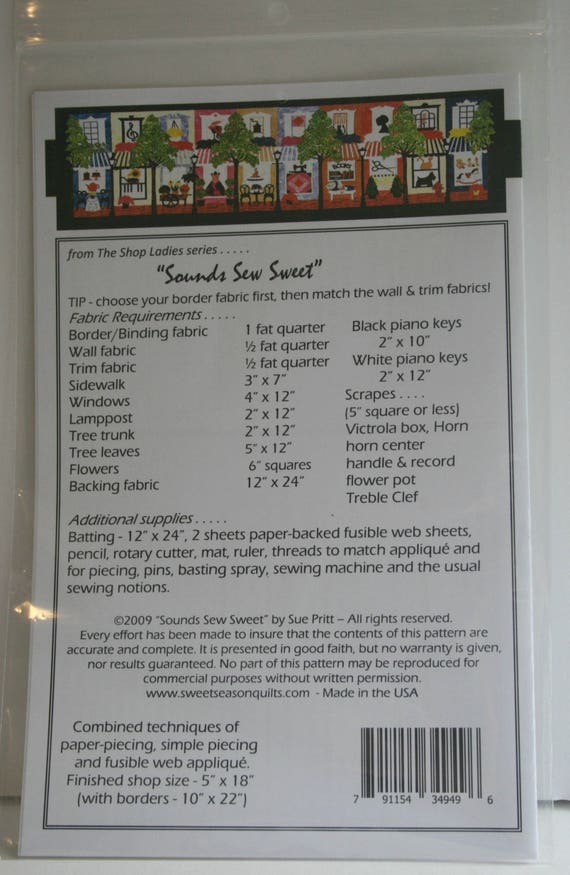 BOOKS
from The Shop Ladies series . . . . .
“Sounds Sew Sweet”
TIP - choose your border fabric first, then match the wall & trim fabrics!
Fabric Requirements . . . . .
Border/Binding fabric 1 fat quarter
Wall fabric ½ fat quarter
Trim fabric ½ fat quarter
Sidewalk 3” x 7”
Windows 4” x 12”
Lamppost 2” x 12”
Tree trunk 2” x 12”
Tree leaves 5” x 12”
Flowers 6” squares
Backing fabric 12” x 24”
Black piano keys
2” x 10”
White piano keys
2” x 12”
Scrapes . . . .
(5” square or less)
Victrola box, Horn
horn center
handle & record
flower pot
Treble Clef
Additional supplies . . . . .
Batting - 12” x 24”, 2 sheets paper-backed fusible web sheets,
pencil, rotary cutter, mat, ruler, threads to match appliqué and
for piecing, pins, basting spray, sewing machine and the usual
sewing notions.
©2009 “Sounds Sew Sweet” by Sue Pritt – All rights reserved.
Every effort has been made to insure that the contents of this pattern are
accurate and complete. It is presented in good faith, but no warranty is given,
nor results guaranteed. No part of this pattern may be reproduced for
commercial purposes without written permission.
www.sweetseasonquilts.com - Made in the USA
Combined techniques of
paper-piecing, simple piecing
and fusible web appliqué.
Finished shop size - 5” x 18”
(with borders - 10” x 22”)
7 91154 34949 6